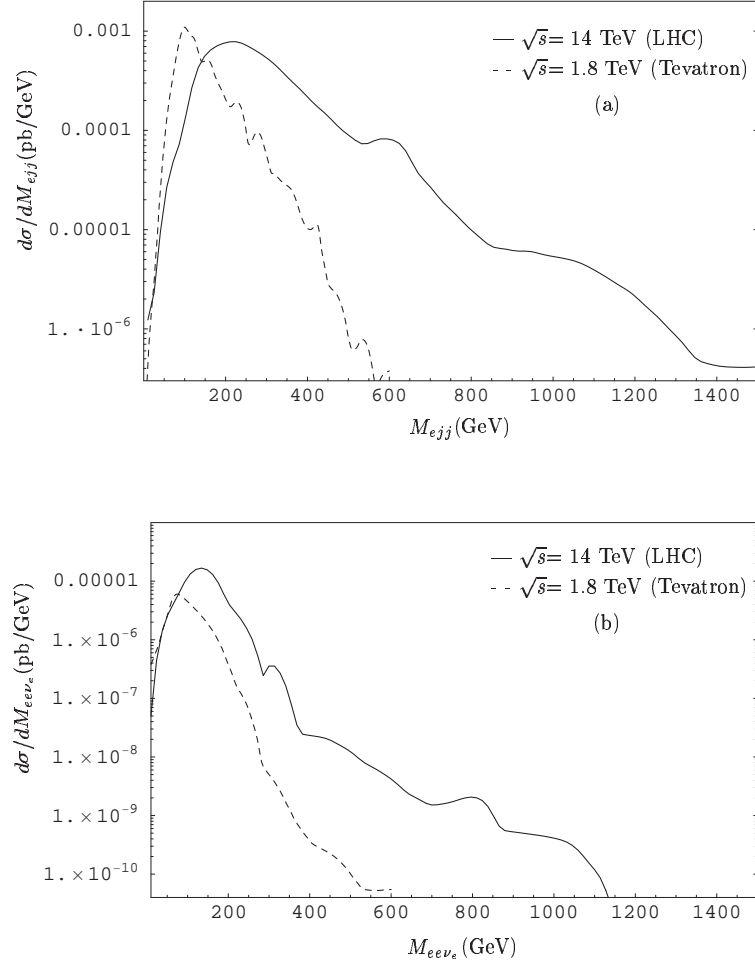 0.001
0.0001
0.00001
1. · 10⁻⁶
dσ/dM_ejj (pb/GeV)
√s= 14 TeV (LHC)
√s= 1.8 TeV (Tevatron)
(a)
200 400 600 800 1000 1200 1400
M_ejj (GeV)
0.00001
1. × 10⁻⁶
1. × 10⁻⁷
1. × 10⁻⁸
1. × 10⁻⁹
1. × 10⁻¹⁰
dσ/dM_eeν_e (pb/GeV)
√s= 14 TeV (LHC)
√s= 1.8 TeV (Tevatron)
(b)
200 400 600 800 1000 1200 1400
M_eeν_e (GeV)